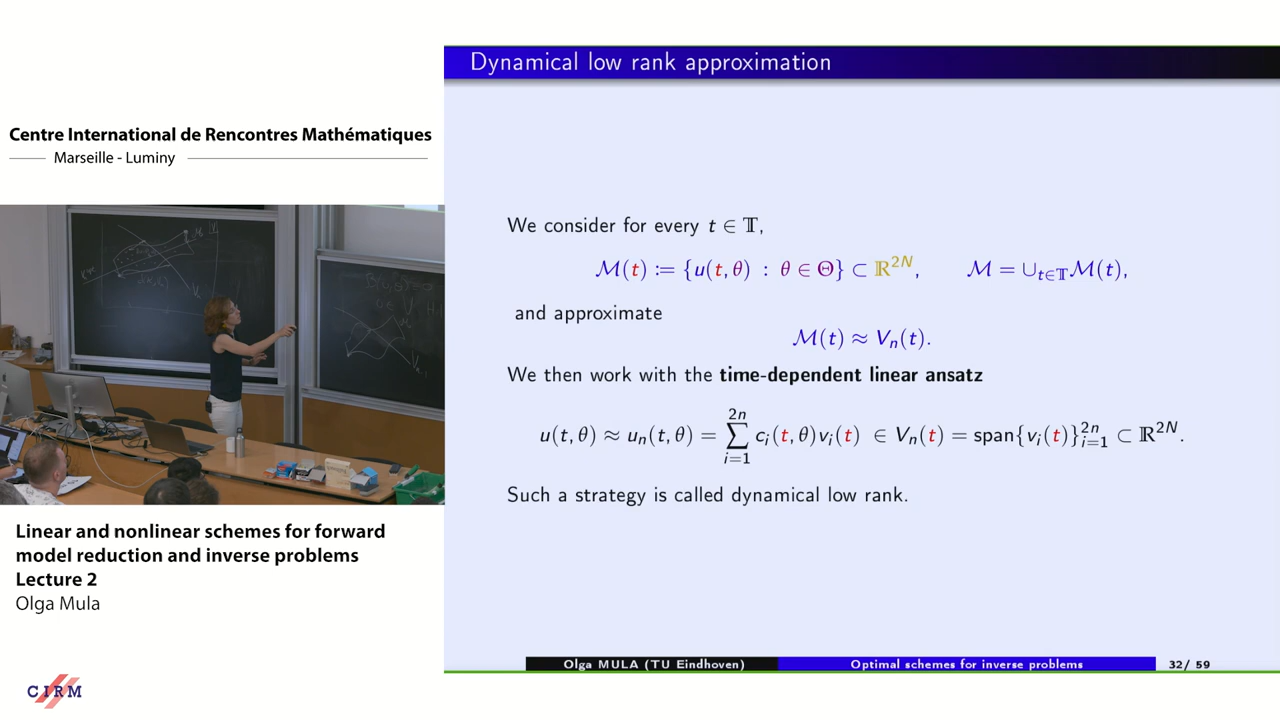 Centre International de Rencontres Mathématiques
Marseille - Luminy
Linear and nonlinear schemes for forward
model reduction and inverse problems
Lecture 2
Olga Mula
CIRM
Dynamical low rank approximation
We consider for every t ∈ 𝕋,
ℳ(t) := {u(t, θ) : θ ∈ Θ} ⊂ ℝ^{2N}, ℳ = ∪_{t∈𝕋}ℳ(t),
and approximate
ℳ(t) ≈ V_n(t).
We then work with the time-dependent linear ansatz
u(t, θ) ≈ u_n(t, θ) = ∑_{i=1}^{2n} c_i(t, θ)v_i(t) ∈ V_n(t) = span{v_i(t)}_{i=1}^{2n} ⊂ ℝ^{2N}.
Such a strategy is called dynamical low rank.
Olga MULA (TU Eindhoven) Optimal schemes for inverse problems 32/ 59